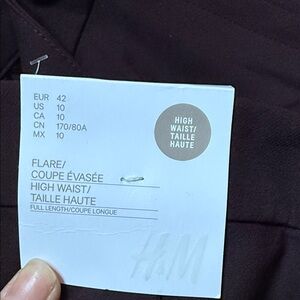 EUR 42
US 10
CA 10
CN 170/80A
MX 10
HIGH
WAIST/
TAILLE
HAUTE
FLARE/
COUPE ÉVASÉE
HIGH WAIST/
TAILLE HAUTE
FULL LENGTH/COUPE LONGUE
H&M